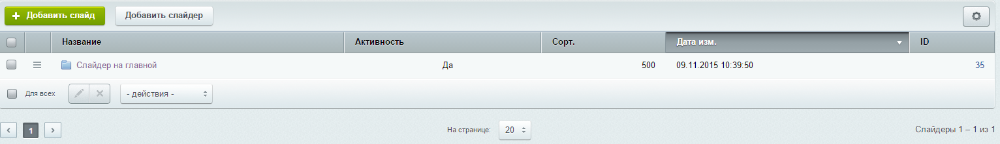 Добавить слайд Добавить слайдер
Название Активность Сорт. Дата изм. ID
Слайдер на главной Да 500 09.11.2015 10:39:50 35
Для всех - действия -
1 На странице: 20 Слайдеры 1 – 1 из 1